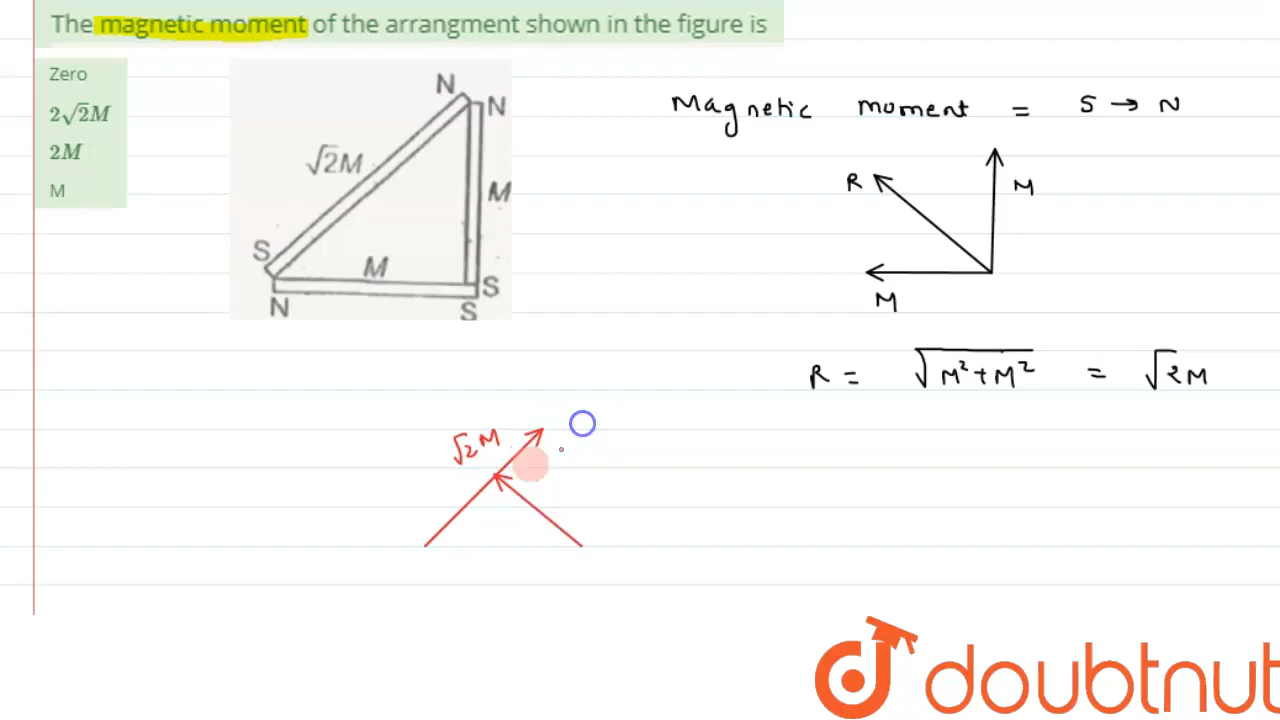 The magnetic moment of the arrangment shown in the figure is
Zero
2√2M
2M
M
N
N
√2M
M
S
M
S
N
S
Magnetic moment = S → N
R
M
M
R = √M²+M² = √2M
√2M
doubtnut